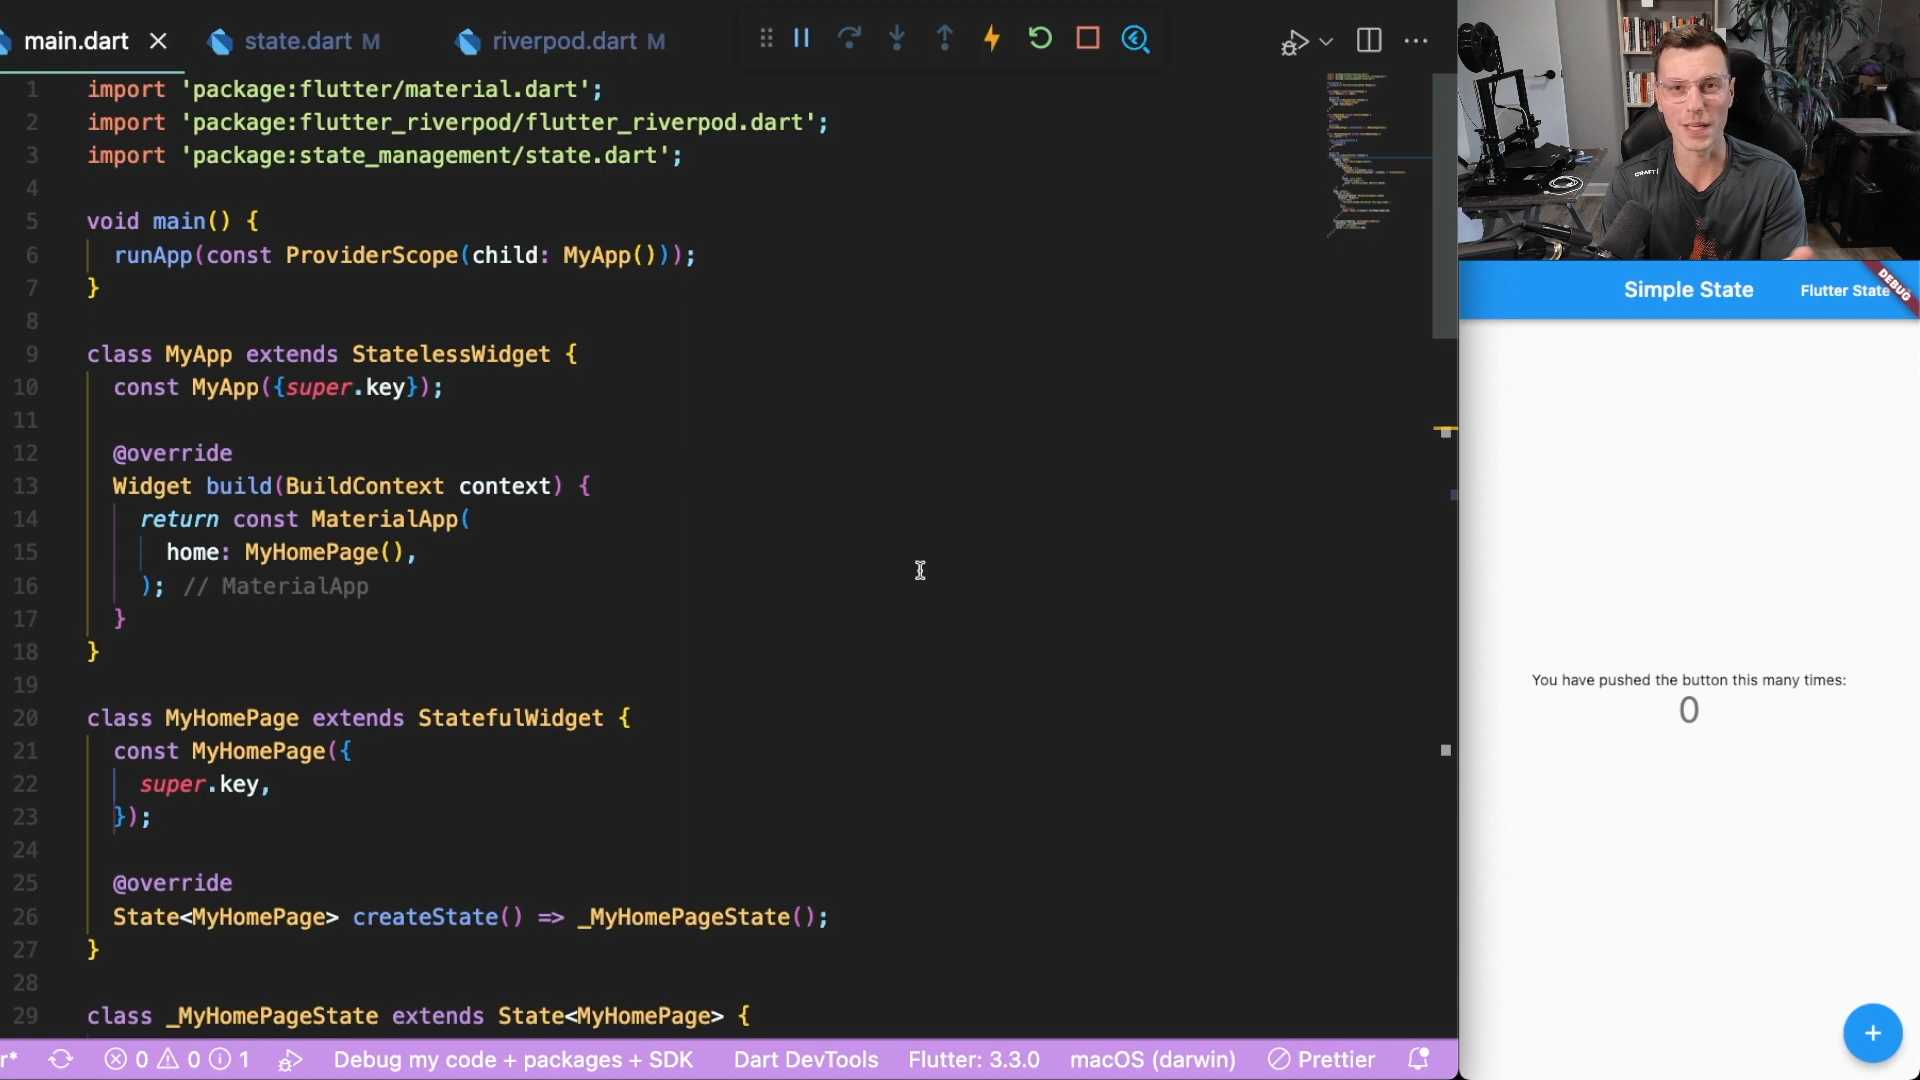 main.dart
state.dart M
riverpod.dart M
1 import 'package:flutter/material.dart';
2 import 'package:flutter_riverpod/flutter_riverpod.dart';
3 import 'package:state_management/state.dart';
4
5 void main() {
6 runApp(const ProviderScope(child: MyApp()));
7 }
8
9 class MyApp extends StatelessWidget {
10 const MyApp({super.key});
11
12 @override
13 Widget build(BuildContext context) {
14 return const MaterialApp(
15 home: MyHomePage(),
16 ); // MaterialApp
17 }
18 }
19
20 class MyHomePage extends StatefulWidget {
21 const MyHomePage({
22 super.key,
23 });
24
25 @override
26 State<MyHomePage> createState() => _MyHomePageState();
27 }
28
29 class _MyHomePageState extends State<MyHomePage> {
r* 0 0 1 Debug my code + packages + SDK Dart DevTools Flutter: 3.3.0 macOS (darwin) Prettier
CRAFT
Simple State
Flutter State
DEBUG
You have pushed the button this many times:
0
+